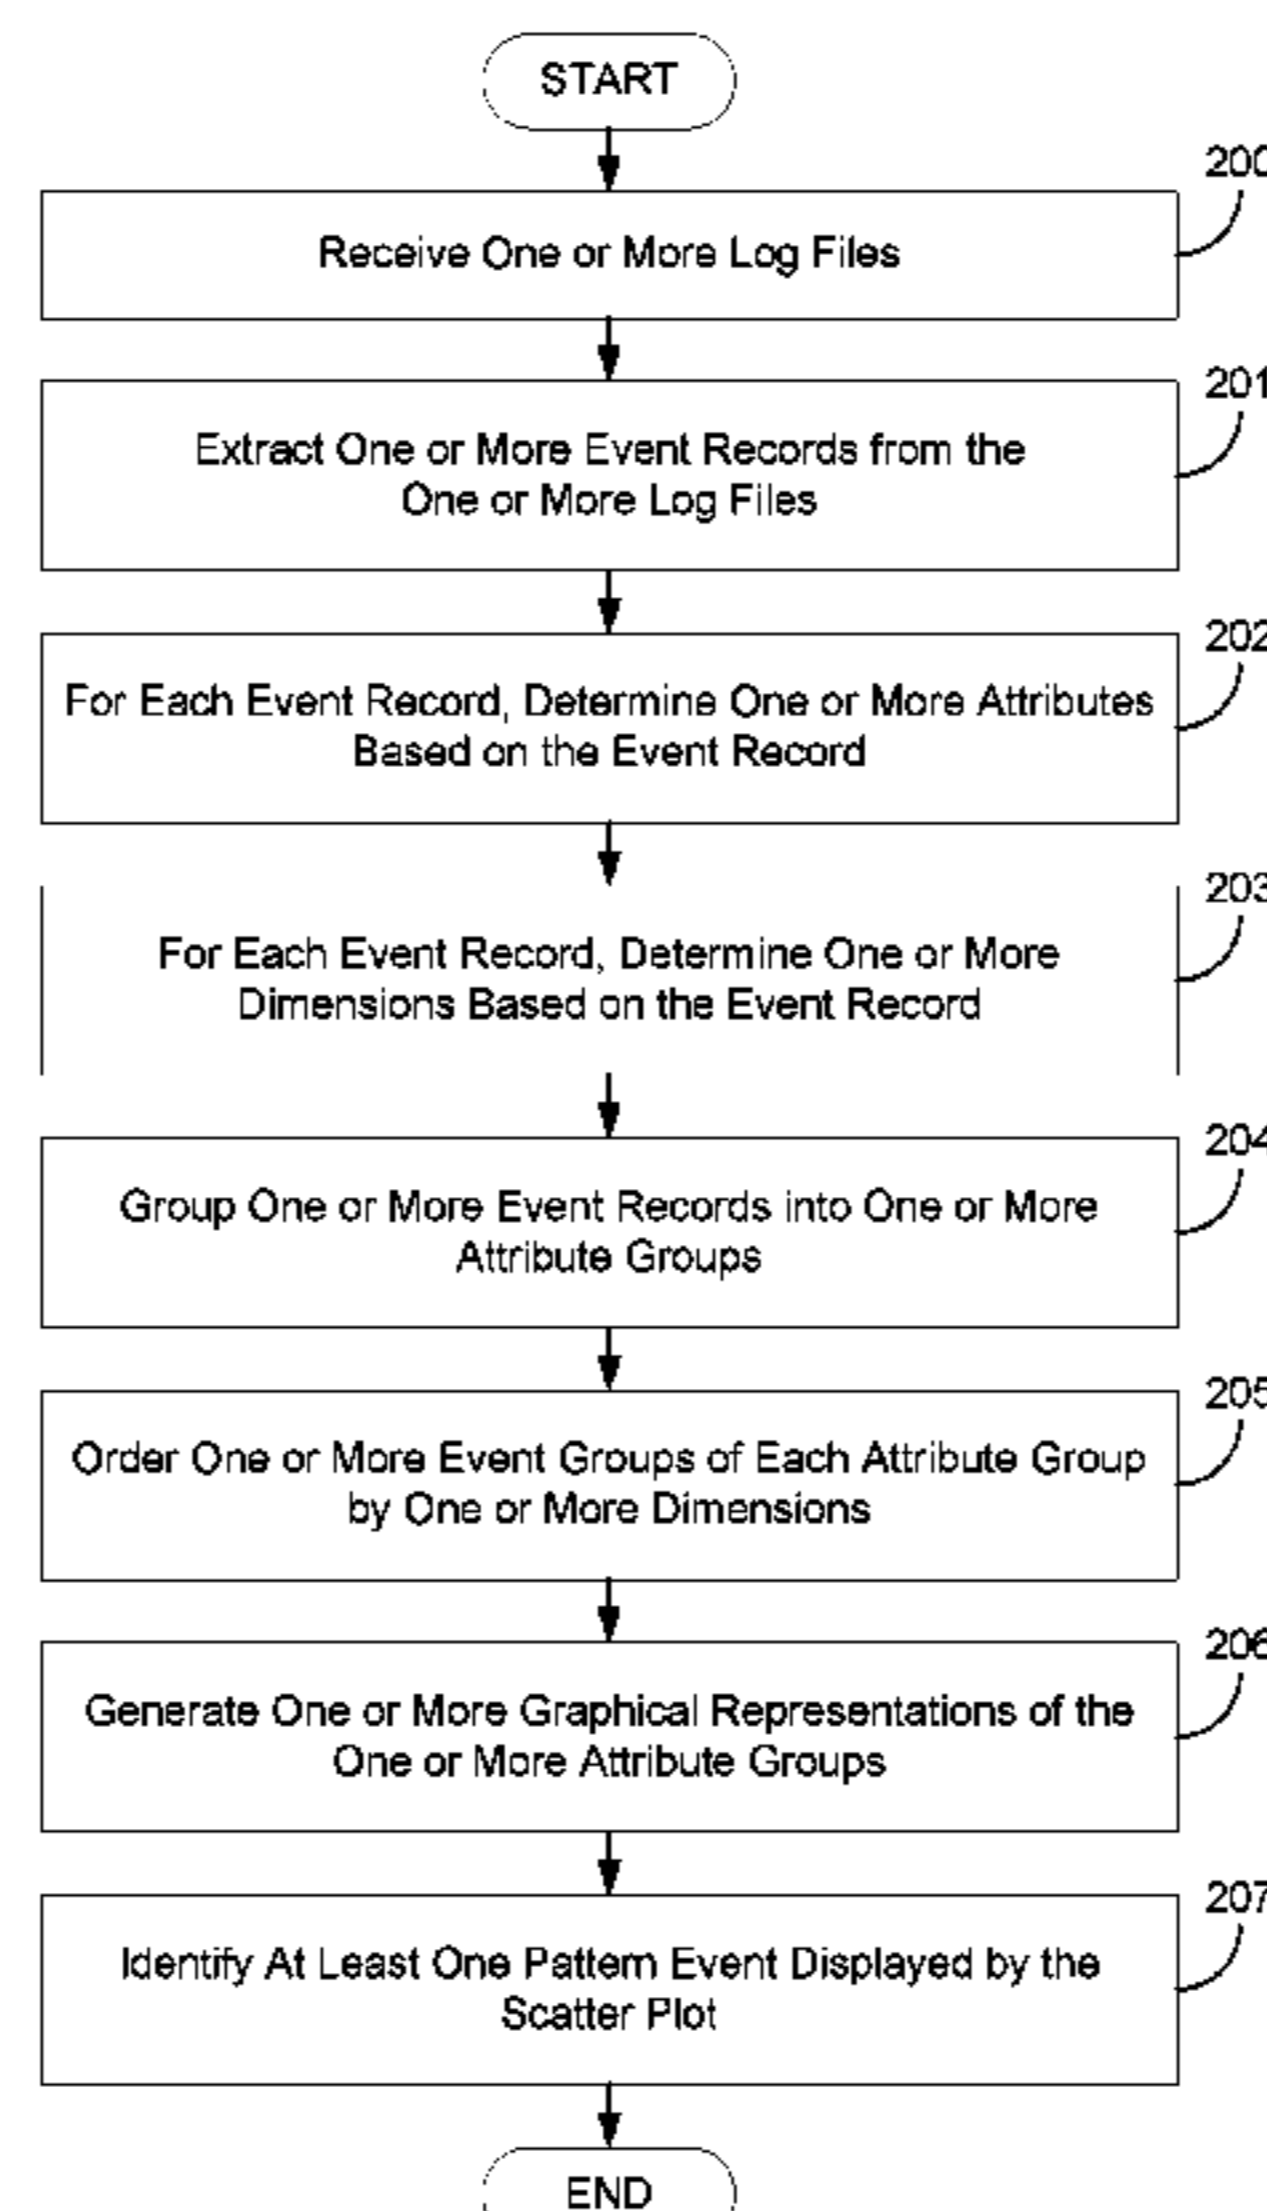 START
200
Receive One or More Log Files
201
Extract One or More Event Records from the
One or More Log Files
202
For Each Event Record, Determine One or More Attributes
Based on the Event Record
203
For Each Event Record, Determine One or More
Dimensions Based on the Event Record
204
Group One or More Event Records into One or More
Attribute Groups
205
Order One or More Event Groups of Each Attribute Group
by One or More Dimensions
206
Generate One or More Graphical Representations of the
One or More Attribute Groups
207
Identify At Least One Pattern Event Displayed by the
Scatter Plot
END